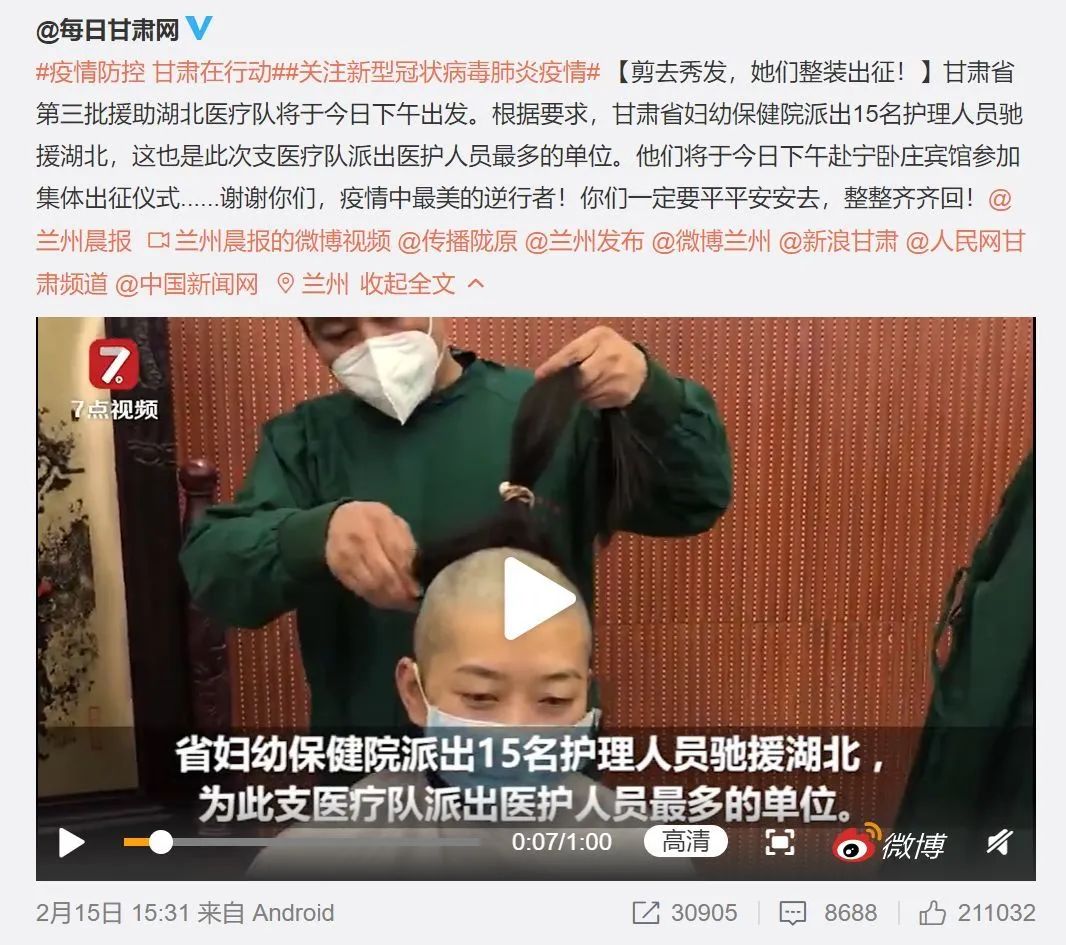 @每日甘肃网
#疫情防控 甘肃在行动##关注新型冠状病毒肺炎疫情# 【剪去秀发，她们整装出征！】甘肃省
第三批援助湖北医疗队将于今日下午出发。根据要求，甘肃省妇幼保健院派出15名护理人员驰
援湖北，这也是此次支医疗队派出医护人员最多的单位。他们将于今日下午赴宁卧庄宾馆参加
集体出征仪式......谢谢你们，疫情中最美的逆行者！你们一定要平平安安去，整整齐齐回！@
兰州晨报 兰州晨报的微博视频 @传播陇原 @兰州发布 @微博兰州 @新浪甘肃 @人民网甘
肃频道 @中国新闻网 兰州 收起全文
7
7点视频
省妇幼保健院派出15名护理人员驰援湖北，
为此支医疗队派出医护人员最多的单位。
0:07/1:00 高清 微博
2月15日 15:31 来自 Android 30905 8688 211032